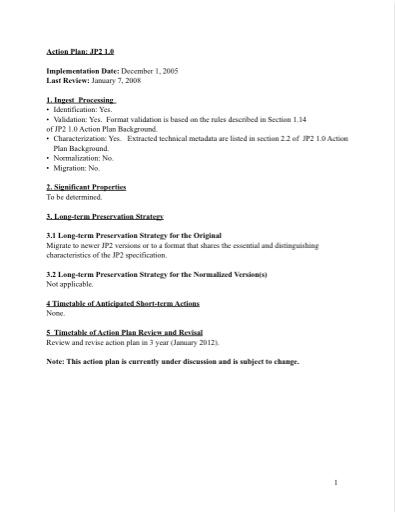 Action Plan: JP2 1.0
Implementation Date: December 1, 2005
Last Review: January 7, 2008
1. Ingest Processing
• Identification: Yes.
• Validation: Yes. Format validation is based on the rules described in Section 1.14
of JP2 1.0 Action Plan Background.
• Characterization: Yes. Extracted technical metadata are listed in section 2.2 of JP2 1.0 Action
Plan Background.
• Normalization: No.
• Migration: No.
2. Significant Properties
To be determined.
3. Long-term Preservation Strategy
3.1 Long-term Preservation Strategy for the Original
Migrate to newer JP2 versions or to a format that shares the essential and distinguishing
characteristics of the JP2 specification.
3.2 Long-term Preservation Strategy for the Normalized Version(s)
Not applicable.
4 Timetable of Anticipated Short-term Actions
None.
5 Timetable of Action Plan Review and Revisal
Review and revise action plan in 3 year (January 2012).
Note: This action plan is currently under discussion and is subject to change.
1